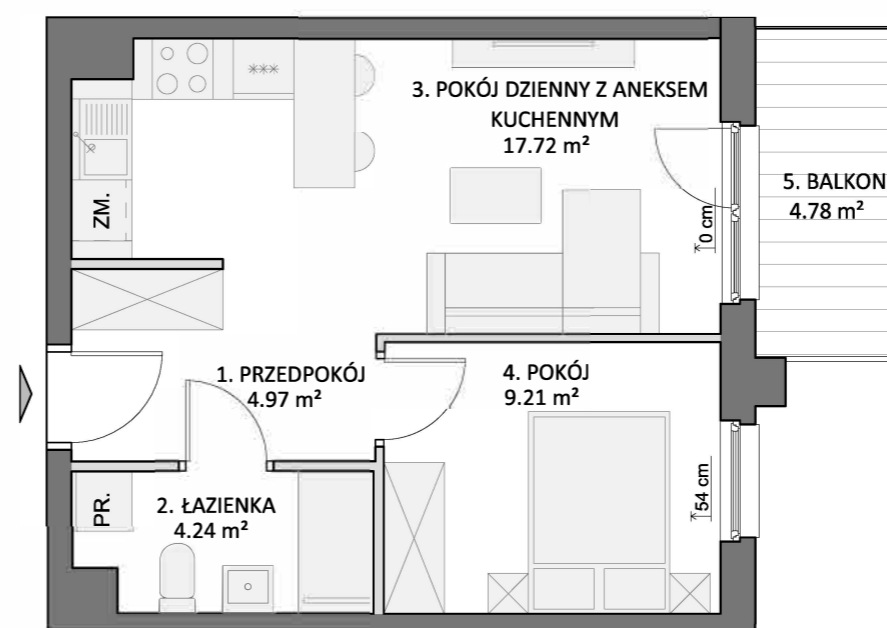 ***
3. POKÓJ DZIENNY Z ANEKSEM
KUCHENNYM
17.72 m²
5. BALKON
4.78 m²
ZM.
0 cm
1. PRZEDPOKÓJ
4.97 m²
4. POKÓJ
9.21 m²
PR.
2. ŁAZIENKA
4.24 m²
54 cm